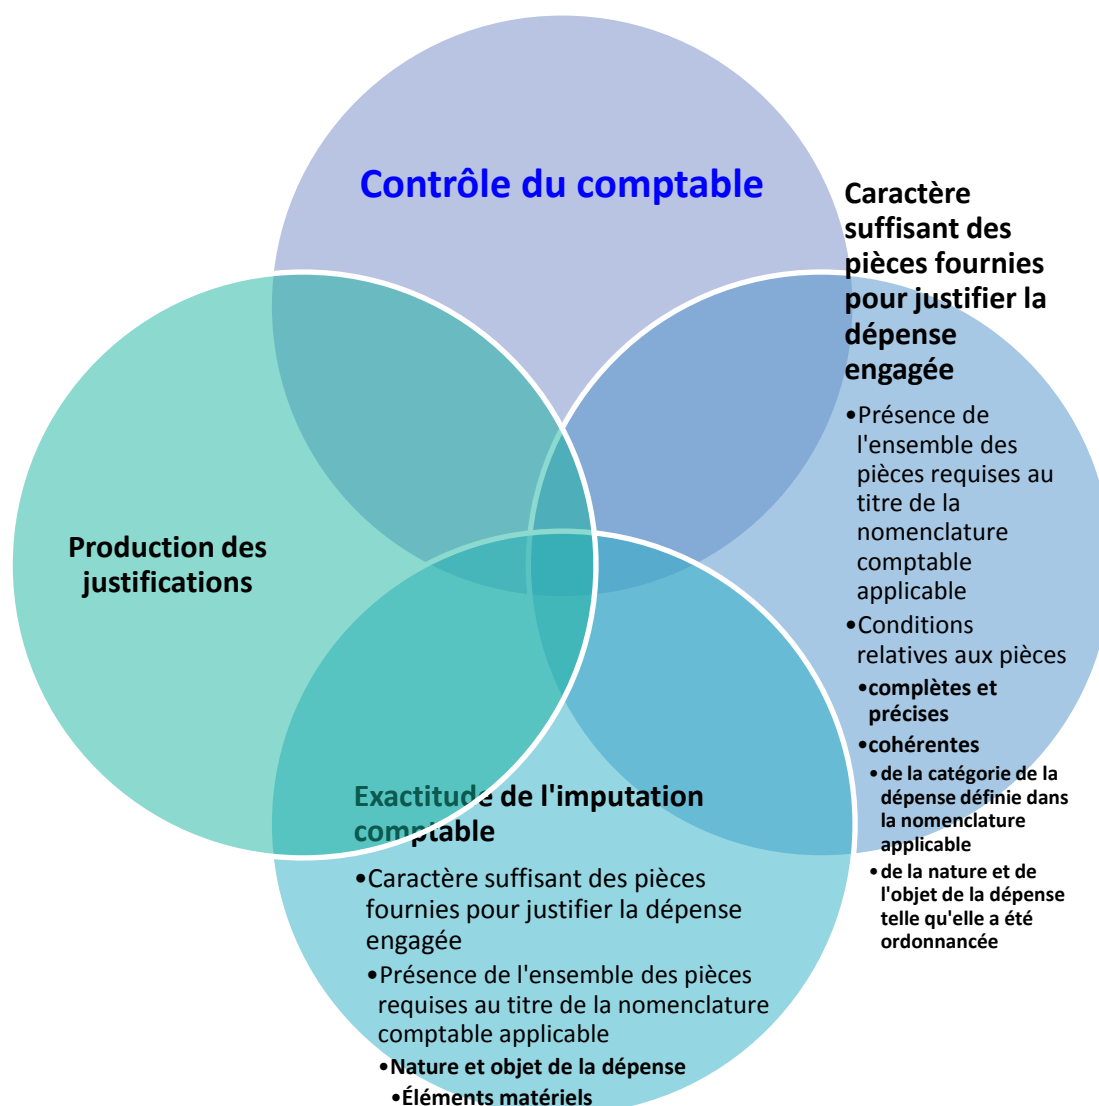 Contrôle du comptable
Caractère
suffisant des
pièces fournies
pour justifier la
dépense
engagée
•Présence de
l'ensemble des
pièces requises au
titre de la
nomenclature
comptable
applicable
•Conditions
relatives aux pièces
•complètes et
précises
•cohérentes
•de la catégorie de la
dépense définie dans
la nomenclature
applicable
•de la nature et de
l'objet de la dépense
telle qu'elle a été
ordonnancée
Production des
justifications
Exactitude de l'imputation
comptable
•Caractère suffisant des pièces
fournies pour justifier la dépense
engagée
•Présence de l'ensemble des pièces
requises au titre de la nomenclature
comptable applicable
•Nature et objet de la dépense
•Éléments matériels